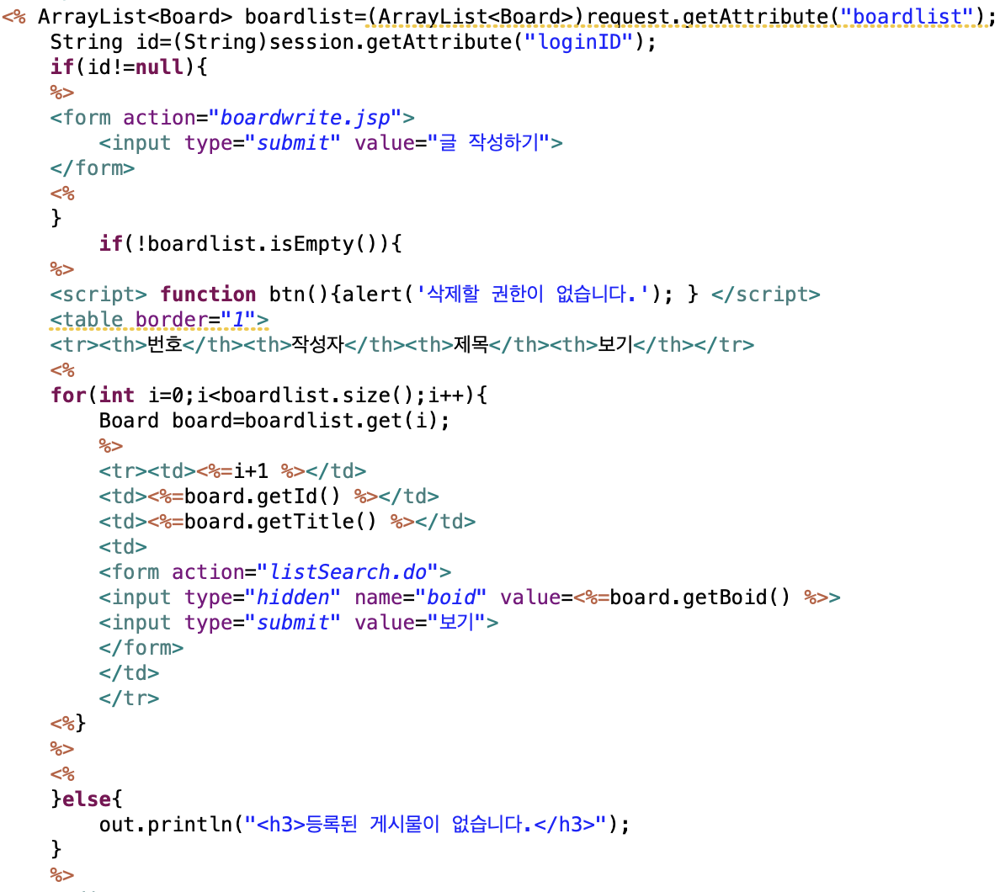 <% ArrayList<Board> boardlist=(ArrayList<Board>)request.getAttribute("boardlist");
    String id=(String)session.getAttribute("loginID");
    if(id!=null){
    %>
    <form action="boardwrite.jsp">
        <input type="submit" value="글 작성하기">
    </form>
    <%
    }
        if(!boardlist.isEmpty()){
    %>
    <script> function btn(){alert('삭제할 권한이 없습니다.'); } </script>
    <table border="1">
    <tr><th>번호</th><th>작성자</th><th>제목</th><th>보기</th></tr>
    <%
    for(int i=0;i<boardlist.size();i++){
        Board board=boardlist.get(i);
        %>
        <tr><td><%=i+1 %></td>
        <td><%=board.getId() %></td>
        <td><%=board.getTitle() %></td>
        <td>
        <form action="listSearch.do">
        <input type="hidden" name="boid" value=<%=board.getBoid() %>>
        <input type="submit" value="보기">
        </form>
        </td>
        </tr>
    <%}
    %>
    <%
    }else{
        out.println("<h3>등록된 게시물이 없습니다.</h3>");
    }
    %>